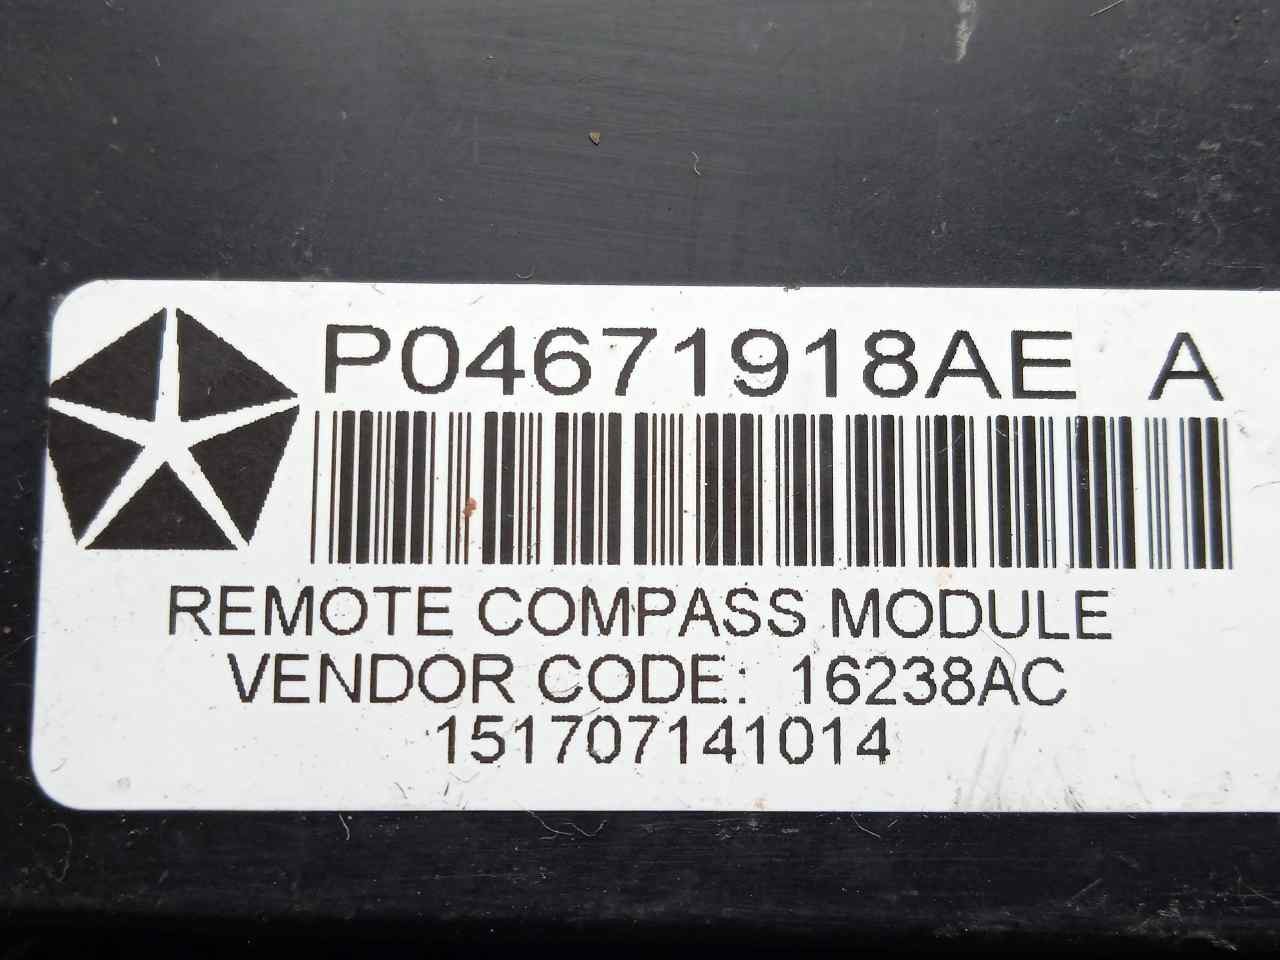 P04671918AE A
REMOTE COMPASS MODULE
VENDOR CODE: 16238AC
151707141014